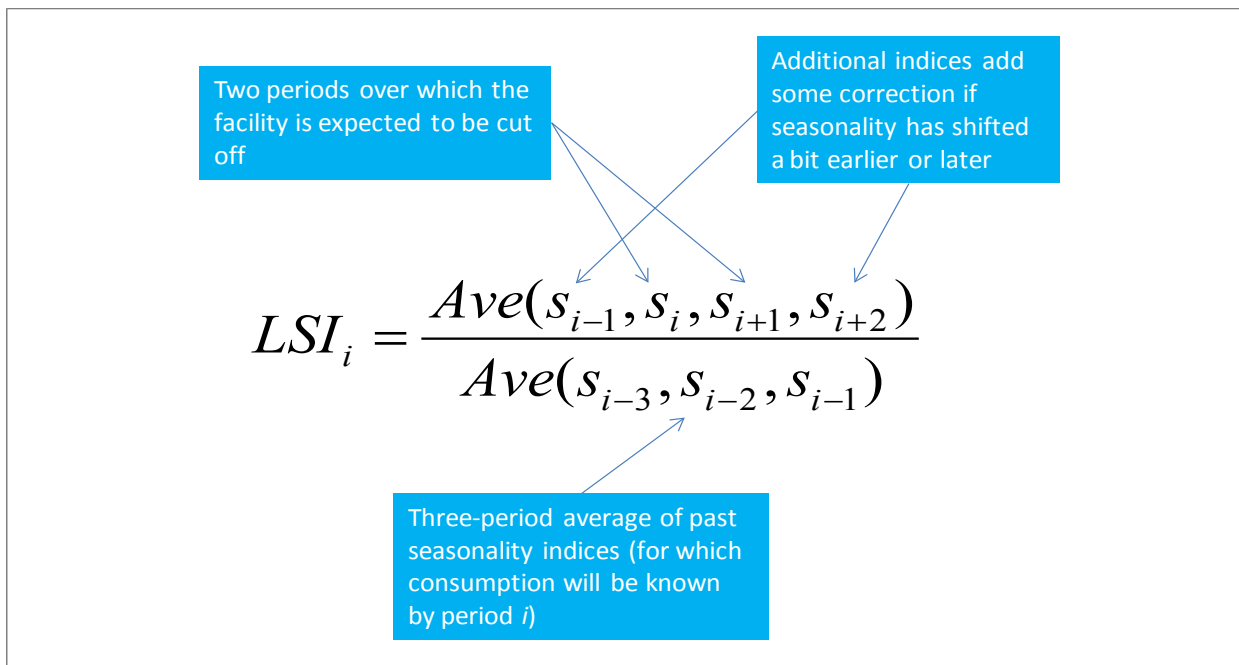 Two periods over which the
facility is expected to be cut
off
Additional indices add
some correction if
seasonality has shifted
a bit earlier or later
LSI_i = \frac{Ave(s_{i-1}, s_i, s_{i+1}, s_{i+2})}{Ave(s_{i-3}, s_{i-2}, s_{i-1})}
Three-period average of past
seasonality indices (for which
consumption will be known
by period i)